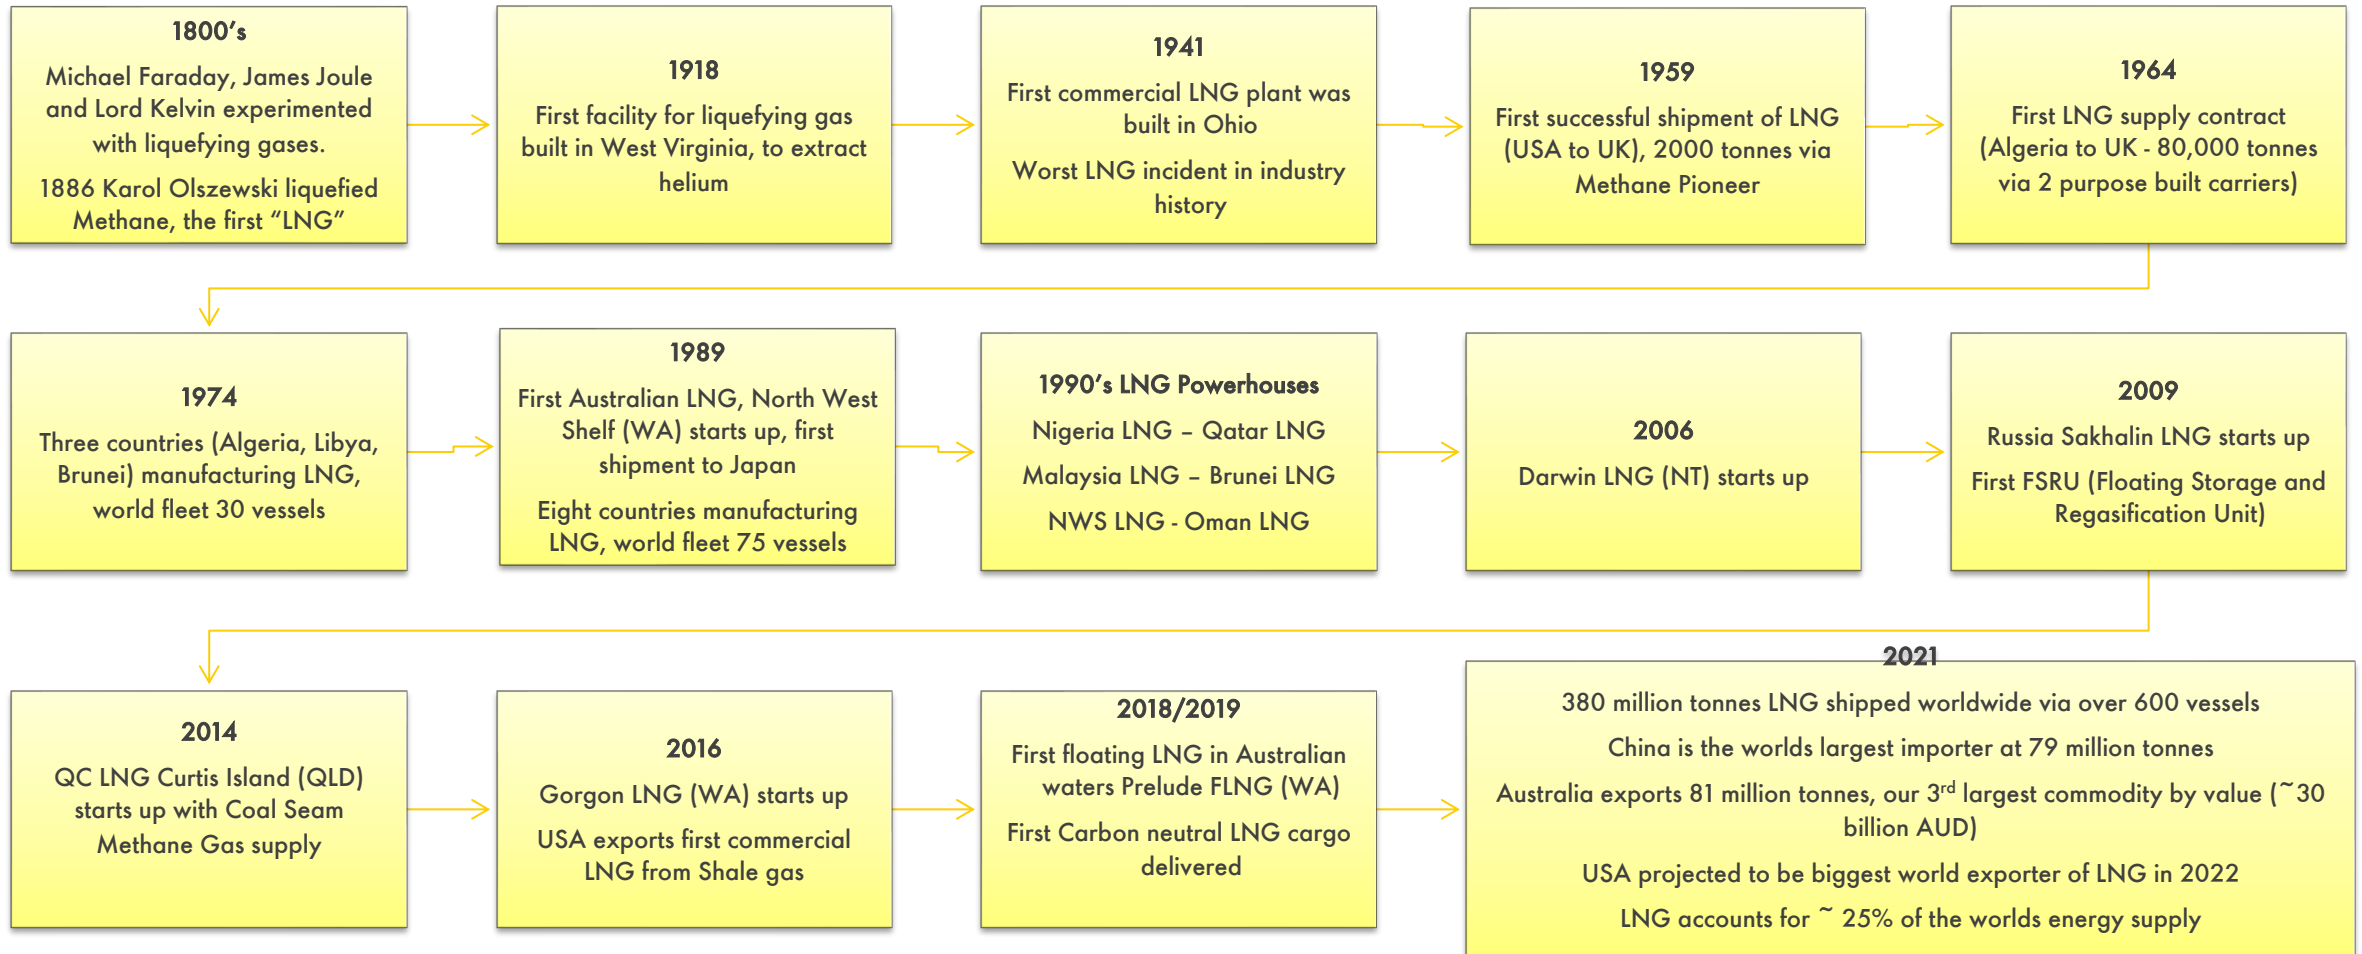 1800's
Michael Faraday, James Joule
and Lord Kelvin experimented
with liquefying gases.
1886 Karol Olszewski liquefied
Methane, the first “LNG”
1918
First facility for liquefying gas
built in West Virginia, to extract
helium
1941
First commercial LNG plant was
built in Ohio
Worst LNG incident in industry
history
1959
First successful shipment of LNG
(USA to UK), 2000 tonnes via
Methane Pioneer
1964
First LNG supply contract
(Algeria to UK - 80,000 tonnes
via 2 purpose built carriers)
1974
Three countries (Algeria, Libya,
Brunei) manufacturing LNG,
world fleet 30 vessels
1989
First Australian LNG, North West
Shelf (WA) starts up, first
shipment to Japan
Eight countries manufacturing
LNG, world fleet 75 vessels
1990's LNG Powerhouses
Nigeria LNG – Qatar LNG
Malaysia LNG – Brunei LNG
NWS LNG - Oman LNG
2006
Darwin LNG (NT) starts up
2009
Russia Sakhalin LNG starts up
First FSRU (Floating Storage and
Regasification Unit)
2014
QC LNG Curtis Island (QLD)
starts up with Coal Seam
Methane Gas supply
2016
Gorgon LNG (WA) starts up
USA exports first commercial
LNG from Shale gas
2018/2019
First floating LNG in Australian
waters Prelude FLNG (WA)
First Carbon neutral LNG cargo
delivered
2021
380 million tonnes LNG shipped worldwide via over 600 vessels
China is the worlds largest importer at 79 million tonnes
Australia exports 81 million tonnes, our 3rd largest commodity by value (~30
billion AUD)
USA projected to be biggest world exporter of LNG in 2022
LNG accounts for ~ 25% of the worlds energy supply